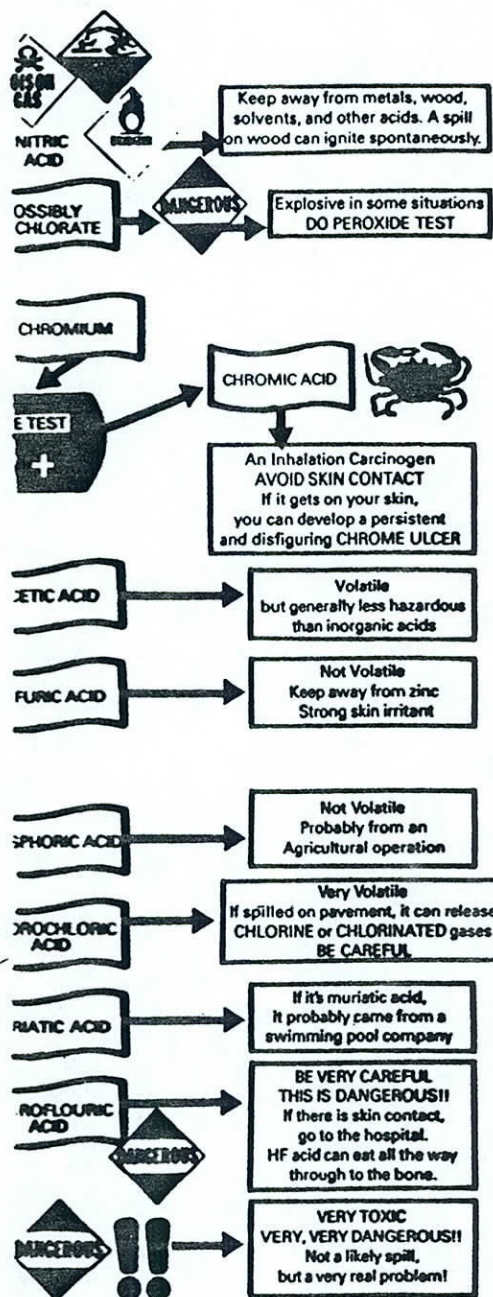 GAS
NITRIC
ACID
Keep away from metals, wood,
solvents, and other acids. A spill
on wood can ignite spontaneously.
OSSIBLY
CHLORATE
DANGEROUS
Explosive in some situations
DO PEROXIDE TEST
CHROMIUM
E TEST
+
CHROMIC ACID
An Inhalation Carcinogen
AVOID SKIN CONTACT
If it gets on your skin,
you can develop a persistent
and disfiguring CHROME ULCER
CETIC ACID
Volatile
but generally less hazardous
than inorganic acids
FURIC ACID
Not Volatile
Keep away from zinc
Strong skin irritant
SPHORIC ACID
Not Volatile
Probably from an
Agricultural operation
DROCHLORIC
ACID
Very Volatile
If spilled on pavement, it can release
CHLORINE or CHLORINATED gases
BE CAREFUL
RIATIC ACID
If it's muriatic acid,
it probably came from a
swimming pool company
ROFLOURIC
ACID
DANGEROUS
BE VERY CAREFUL
THIS IS DANGEROUS!!
If there is skin contact,
go to the hospital.
HF acid can eat all the way
through to the bone.
DANGEROUS
!!
VERY TOXIC
VERY, VERY DANGEROUS!!
Not a likely spill,
but a very real problem!